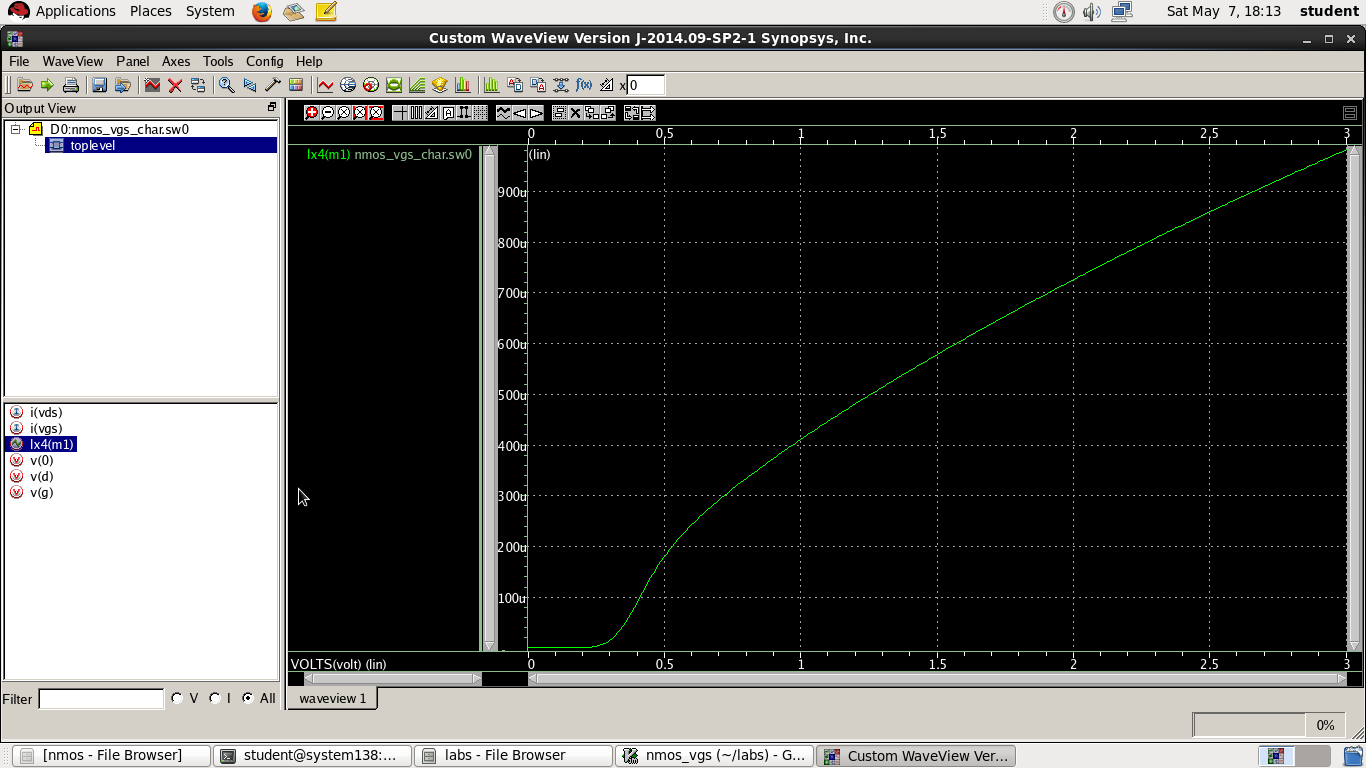 Applications Places System Sat May 7, 18:13 student
Custom WaveView Version J-2014.09-SP2-1 Synopsys, Inc.
File WaveView Panel Axes Tools Config Help
f(x) x 0
Output View
D0:nmos_vgs_char.sw0
toplevel
0 0.5 1 1.5 2 2.5 3
lx4(m1) nmos_vgs_char.sw0
(lin)
900u
800u
700u
600u
500u
400u
300u
200u
100u
i(vds)
i(vgs)
lx4(m1)
v(0)
v(d)
v(g)
VOLTS(volt) (lin)
0 0.5 1 1.5 2 2.5 3
Filter V I All
waveview 1
0%
[nmos - File Browser] student@system138:... labs - File Browser nmos_vgs (~/labs) - G... Custom WaveView Ver...